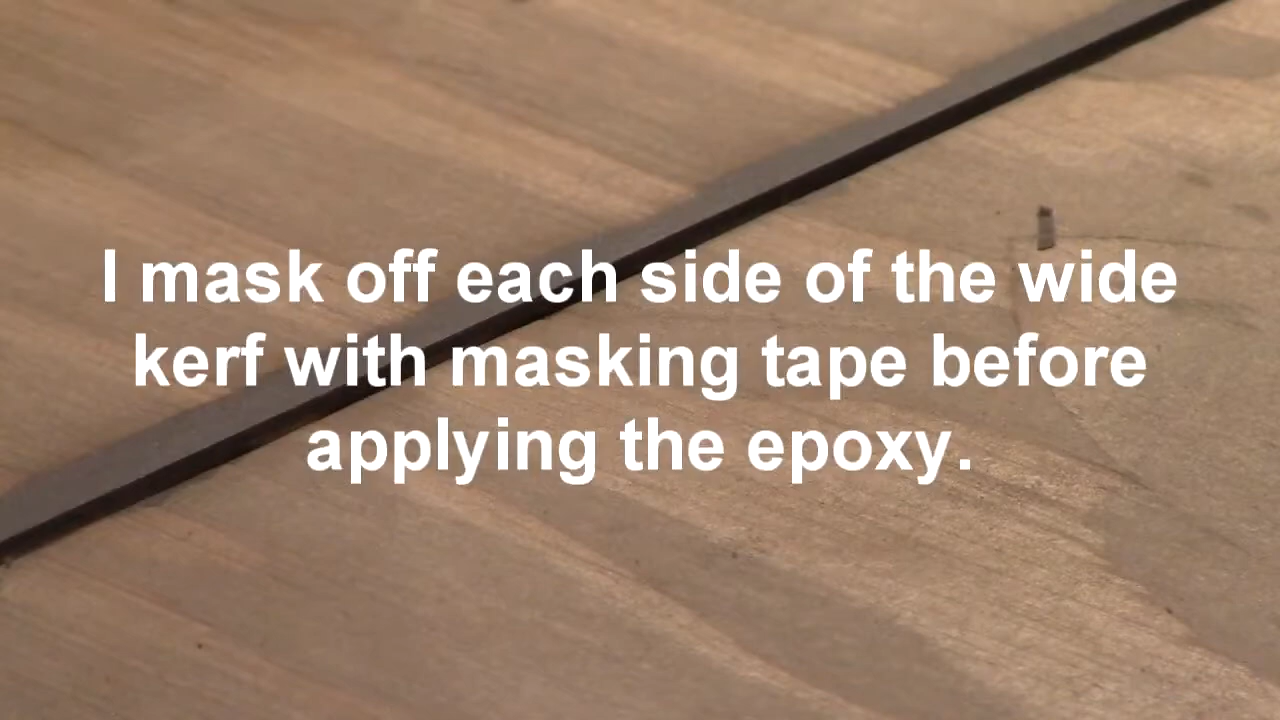 I mask off each side of the wide
kerf with masking tape before
applying the epoxy.